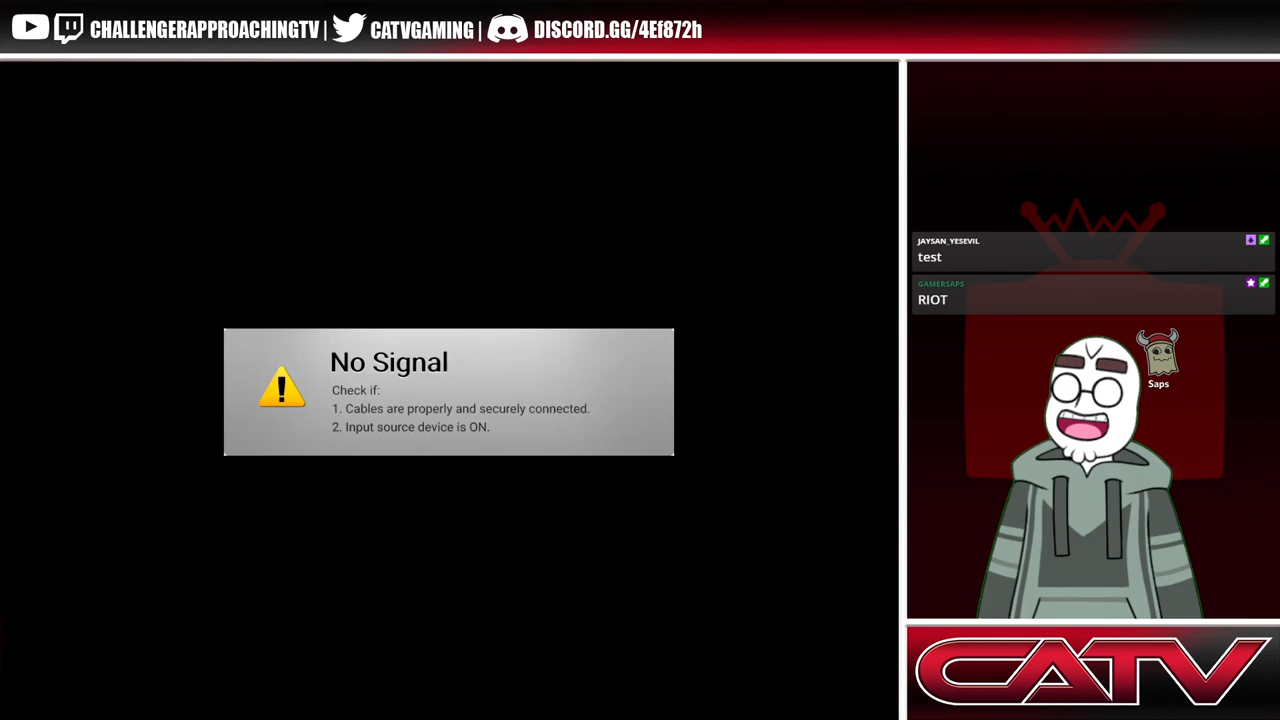 CHALLENGERAPPROACHINGTV | CATVGAMING | DISCORD.GG/4Ef872h
JAYSAN_YESEVIL
test
GAMERSAPS
RIOT
No Signal
Check if:
1. Cables are properly and securely connected.
2. Input source device is ON.
Saps
CATV